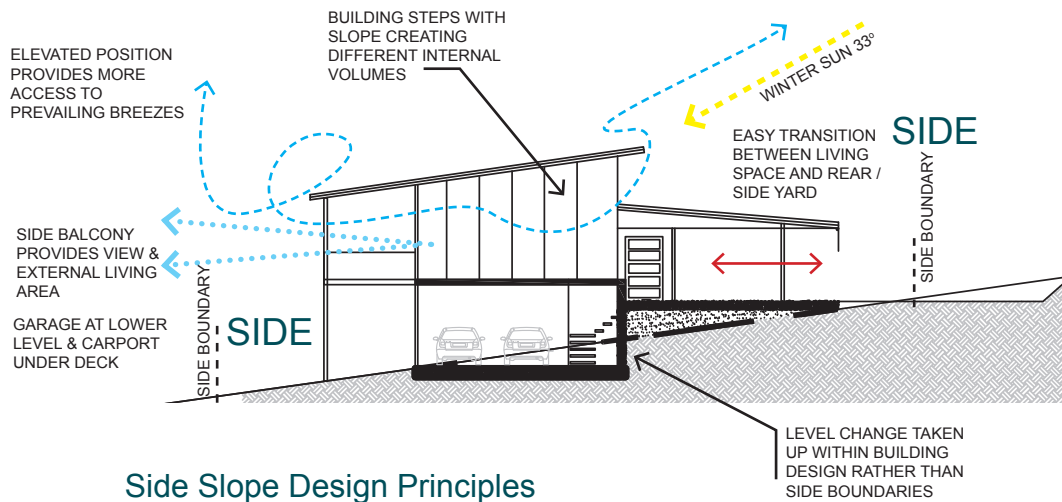 BUILDING STEPS WITH
SLOPE CREATING
DIFFERENT INTERNAL
VOLUMES
ELEVATED POSITION
PROVIDES MORE
ACCESS TO
PREVAILING BREEZES
WINTER SUN 33º
EASY TRANSITION
BETWEEN LIVING
SPACE AND REAR /
SIDE YARD
SIDE
SIDE BOUNDARY
SIDE BALCONY
PROVIDES VIEW &
EXTERNAL LIVING
AREA
GARAGE AT LOWER
LEVEL & CARPORT
UNDER DECK
SIDE BOUNDARY
SIDE
LEVEL CHANGE TAKEN
UP WITHIN BUILDING
DESIGN RATHER THAN
SIDE BOUNDARIES
Side Slope Design Principles